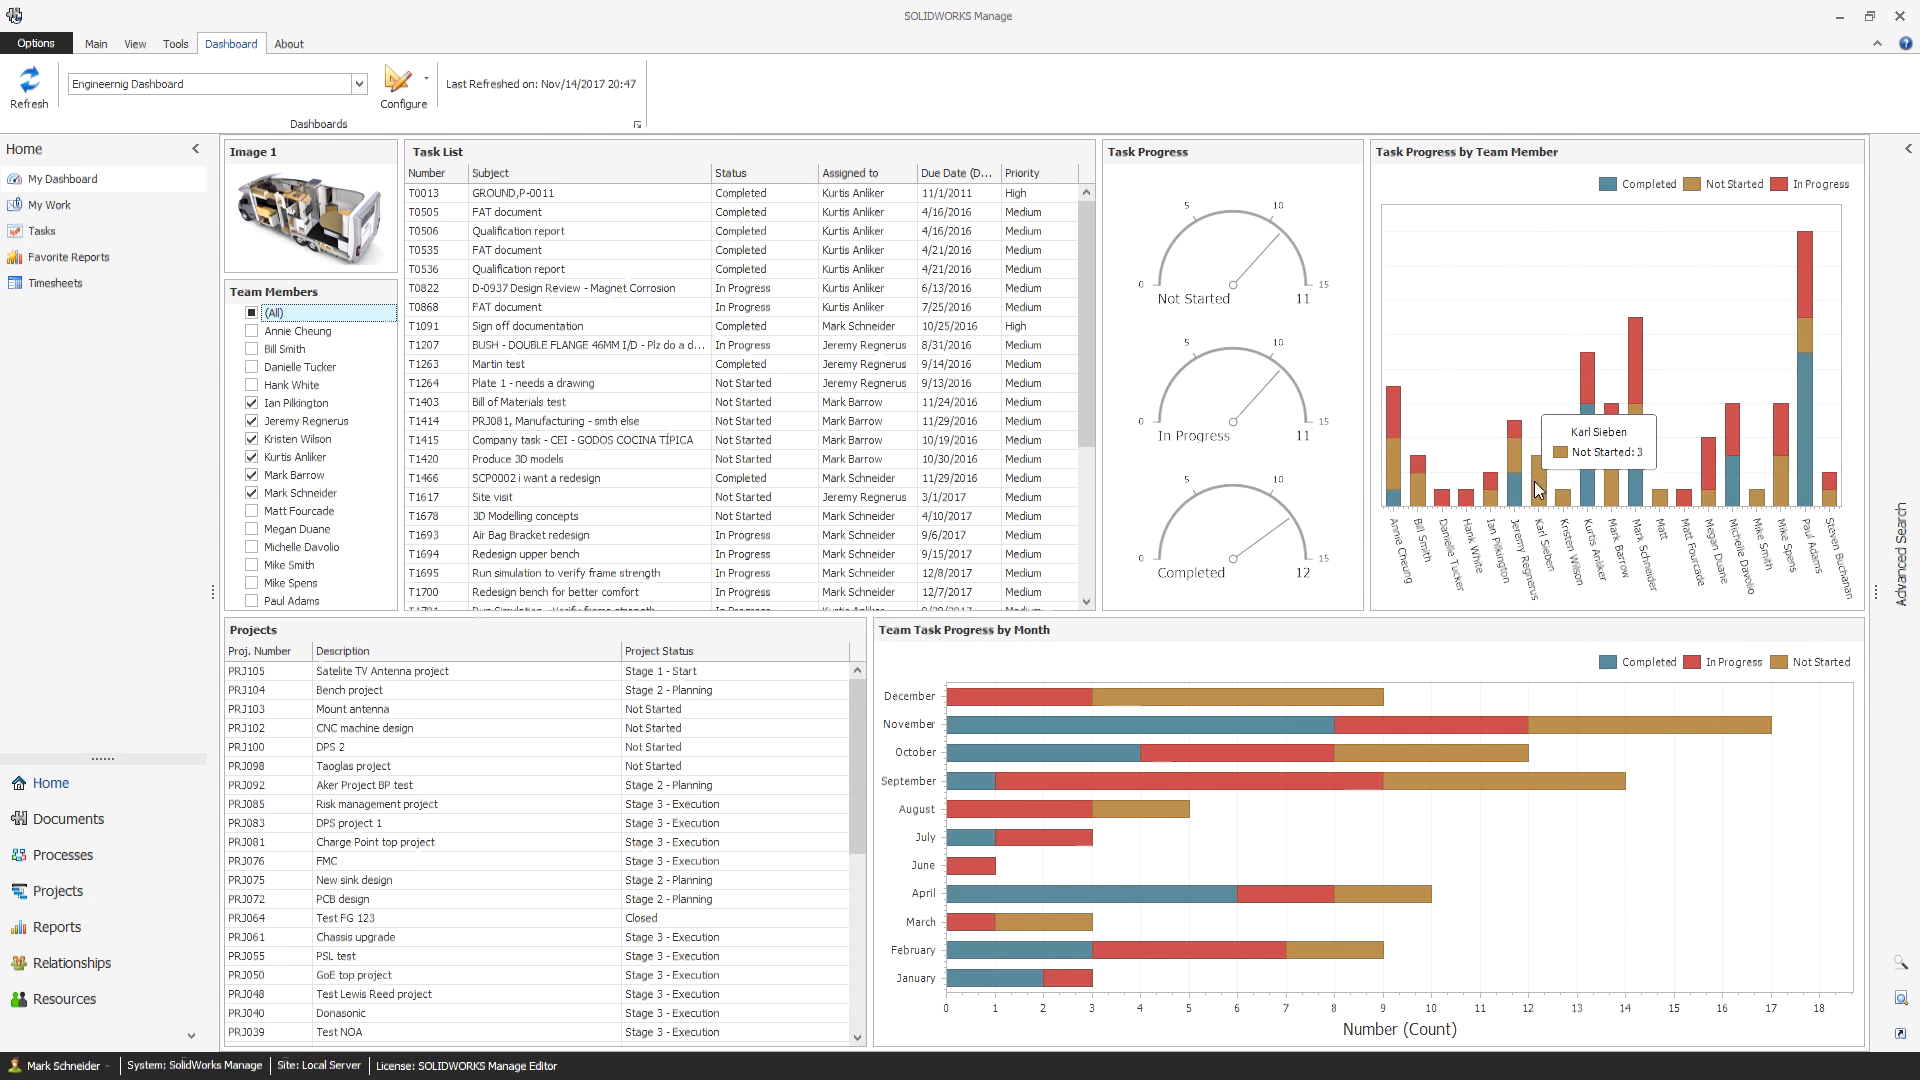 SOLIDWORKS Manage
Options Main View Tools Dashboard About
Refresh
Engineernig Dashboard
Configure
Last Refreshed on: Nov/14/2017 20:47
Dashboards
Home
My Dashboard
My Work
Tasks
Favorite Reports
Timesheets
Home
Documents
Processes
Projects
Reports
Relationships
Resources
Image 1
Team Members
(All)
Annie Cheung
Bill Smith
Danielle Tucker
Hank White
Ian Pilkington
Jeremy Regnerus
Kristen Wilson
Kurtis Anliker
Mark Barrow
Mark Schneider
Matt Fourcade
Megan Duane
Michelle Davolio
Mike Smith
Mike Spens
Paul Adams
Task List
Number Subject Status Assigned to Due Date (D... Priority
T0013 GROUND,P-0011 Completed Kurtis Anliker 11/1/2011 High
T0505 FAT document Completed Kurtis Anliker 4/16/2016 Medium
T0506 Qualification report Completed Kurtis Anliker 4/16/2016 Medium
T0535 FAT document Completed Kurtis Anliker 4/21/2016 Medium
T0536 Qualification report Completed Kurtis Anliker 4/21/2016 Medium
T0822 D-0937 Design Review - Magnet Corrosion In Progress Kurtis Anliker 6/13/2016 Medium
T0868 FAT document In Progress Kurtis Anliker 7/25/2016 Medium
T1091 Sign off documentation Completed Mark Schneider 10/25/2016 High
T1207 BUSH - DOUBLE FLANGE 46MM I/D - Plz do a d... In Progress Jeremy Regnerus 8/31/2016 Medium
T1263 Martin test Completed Jeremy Regnerus 9/14/2016 Medium
T1264 Plate 1 - needs a drawing Not Started Jeremy Regnerus 9/13/2016 Medium
T1403 Bill of Materials test Not Started Mark Barrow 11/24/2016 Medium
T1414 PRJ081, Manufacturing - smth else Not Started Mark Barrow 11/29/2016 Medium
T1415 Company task - CEI - GODOS COCINA TÍPICA Not Started Mark Barrow 10/19/2016 Medium
T1420 Produce 3D models Not Started Mark Barrow 10/30/2016 Medium
T1466 SCP0002 i want a redesign Completed Mark Schneider 11/29/2016 Medium
T1617 Site visit Not Started Jeremy Regnerus 3/1/2017 Medium
T1678 3D Modelling concepts Not Started Mark Schneider 4/10/2017 Medium
T1693 Air Bag Bracket redesign In Progress Mark Schneider 9/6/2017 Medium
T1694 Redesign upper bench In Progress Mark Schneider 9/15/2017 Medium
T1695 Run simulation to verify frame strength In Progress Mark Schneider 12/8/2017 Medium
T1700 Redesign bench for better comfort In Progress Mark Schneider 12/7/2017 Medium
Task Progress
0 5 10 15
Not Started 11
0 5 10 15
In Progress 11
0 5 10 15
Completed 12
Task Progress by Team Member
Completed Not Started In Progress
Karl Sieben
Not Started: 3
Annie Cheung
Bill Smith
Danielle Tucker
Hank White
Ian Pilkington
Jeremy Regnerus
Karl Sieben
Kristen Wilson
Kurtis Anliker
Mark Barrow
Mark Schneider
Matt
Matt Fourcade
Megan Duane
Michelle Davolio
Mike Smith
Mike Spens
Paul Adams
Steven Buchanan
Advanced Search
Projects
Proj. Number Description Project Status
PRJ105 Satelite TV Antenna project Stage 1 - Start
PRJ104 Bench project Stage 2 - Planning
PRJ103 Mount antenna Not Started
PRJ102 CNC machine design Not Started
PRJ100 DPS 2 Not Started
PRJ098 Taoglas project Not Started
PRJ092 Aker Project BP test Stage 2 - Planning
PRJ085 Risk management project Stage 3 - Execution
PRJ083 DPS project 1 Stage 3 - Execution
PRJ081 Charge Point top project Stage 3 - Execution
PRJ076 FMC Stage 3 - Execution
PRJ075 New sink design Stage 2 - Planning
PRJ072 PCB design Stage 2 - Planning
PRJ064 Test FG 123 Closed
PRJ061 Chassis upgrade Stage 3 - Execution
PRJ055 PSL test Stage 3 - Execution
PRJ050 GoE top project Stage 3 - Execution
PRJ048 Test Lewis Reed project Stage 3 - Execution
PRJ040 Donasonic Stage 3 - Execution
PRJ039 Test NOA Stage 3 - Execution
Team Task Progress by Month
Completed In Progress Not Started
December
November
October
September
August
July
June
April
March
February
January
0 1 2 3 4 5 6 7 8 9 10 11 12 13 14 15 16 17 18
Number (Count)
Mark Schneider System: SolidWorks Manage Site: Local Server License: SOLIDWORKS Manage Editor